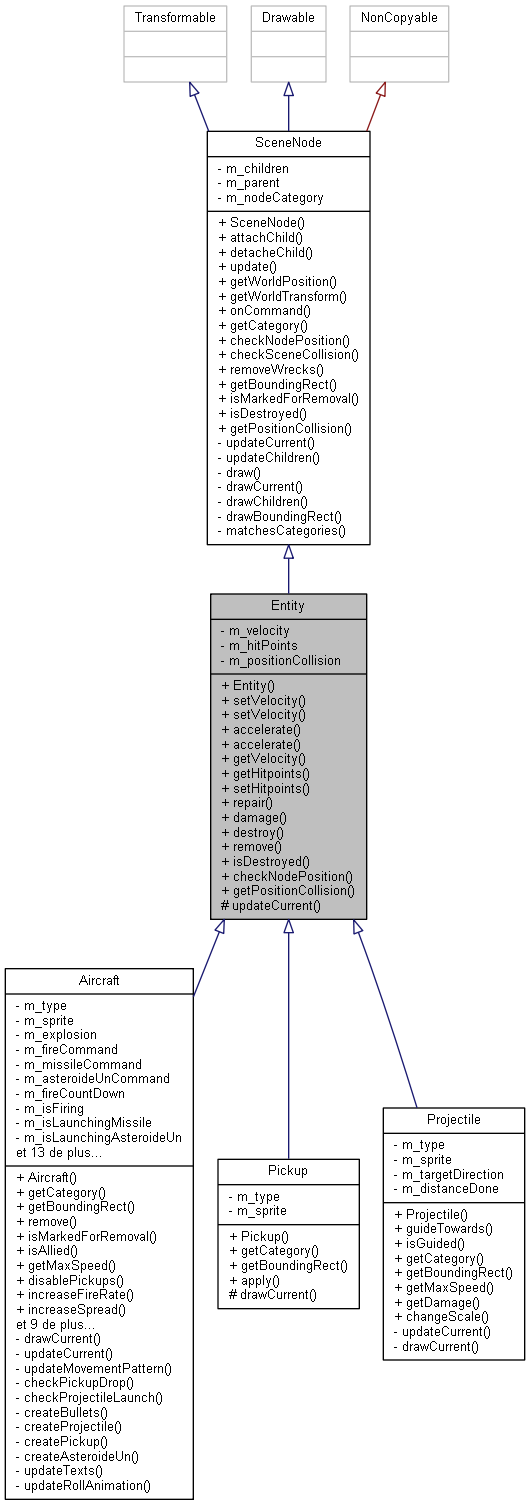 Transformable
Drawable
NonCopyable
SceneNode
- m_children
- m_parent
- m_nodeCategory
+ SceneNode()
+ attachChild()
+ detacheChild()
+ update()
+ getWorldPosition()
+ getWorldTransform()
+ onCommand()
+ getCategory()
+ checkNodePosition()
+ checkSceneCollision()
+ removeWrecks()
+ getBoundingRect()
+ isMarkedForRemoval()
+ isDestroyed()
+ getPositionCollision()
- updateCurrent()
- updateChildren()
- draw()
- drawCurrent()
- drawChildren()
- drawBoundingRect()
- matchesCategories()
Entity
- m_velocity
- m_hitPoints
- m_positionCollision
+ Entity()
+ setVelocity()
+ setVelocity()
+ accelerate()
+ accelerate()
+ getVelocity()
+ getHitpoints()
+ setHitpoints()
+ repair()
+ damage()
+ destroy()
+ remove()
+ isDestroyed()
+ checkNodePosition()
+ getPositionCollision()
# updateCurrent()
Aircraft
- m_type
- m_sprite
- m_explosion
- m_fireCommand
- m_missileCommand
- m_asteroideUnCommand
- m_fireCountDown
- m_isFiring
- m_isLaunchingMissile
- m_isLaunchingAsteroideUn
et 13 de plus...
+ Aircraft()
+ getCategory()
+ getBoundingRect()
+ remove()
+ isMarkedForRemoval()
+ isAllied()
+ getMaxSpeed()
+ disablePickups()
+ increaseFireRate()
+ increaseSpread()
et 9 de plus...
- drawCurrent()
- updateCurrent()
- updateMovementPattern()
- checkPickupDrop()
- checkProjectileLaunch()
- createBullets()
- createProjectile()
- createPickup()
- createAsteroideUn()
- updateTexts()
- updateRollAnimation()
Pickup
- m_type
- m_sprite
+ Pickup()
+ getCategory()
+ getBoundingRect()
+ apply()
# drawCurrent()
Projectile
- m_type
- m_sprite
- m_targetDirection
- m_distanceDone
+ Projectile()
+ guideTowards()
+ isGuided()
+ getCategory()
+ getBoundingRect()
+ getMaxSpeed()
+ getDamage()
+ changeScale()
- updateCurrent()
- drawCurrent()